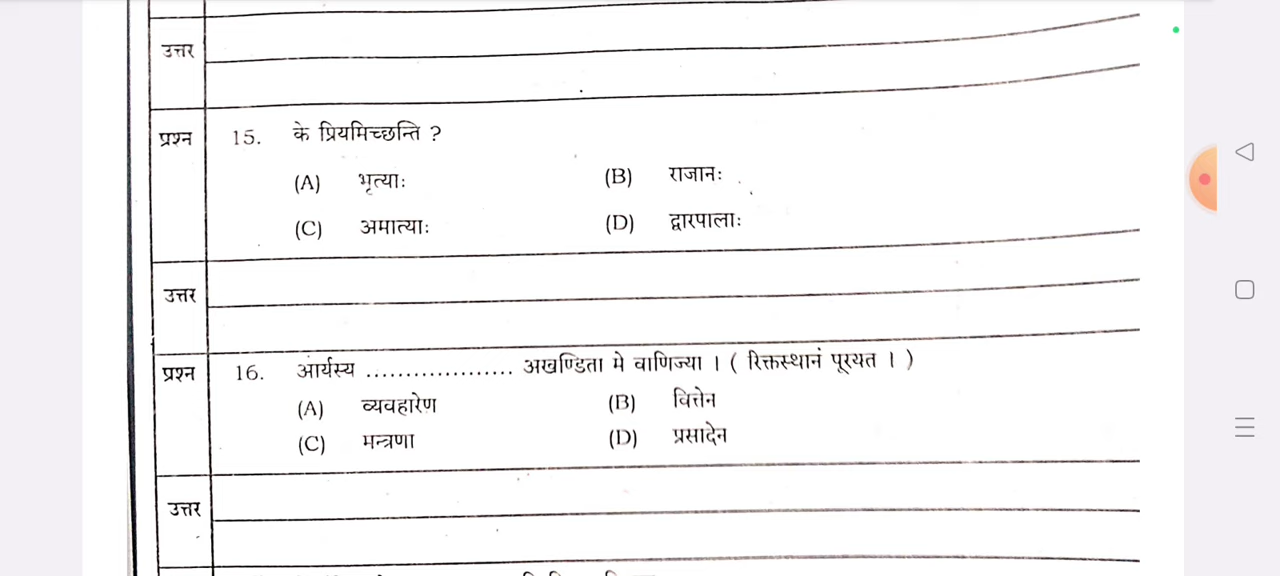 उत्तर
प्रश्न 15. के प्रियमिच्छन्ति ?
(A) भृत्याः (B) राजानः
(C) अमात्याः (D) द्वारपालाः
उत्तर
प्रश्न 16. आर्यस्य ................... अखण्डिता मे वाणिज्या । ( रिक्तस्थानं पूरयत । )
(A) व्यवहारेण (B) वित्तेन
(C) मन्त्रणा (D) प्रसादेन
उत्तर